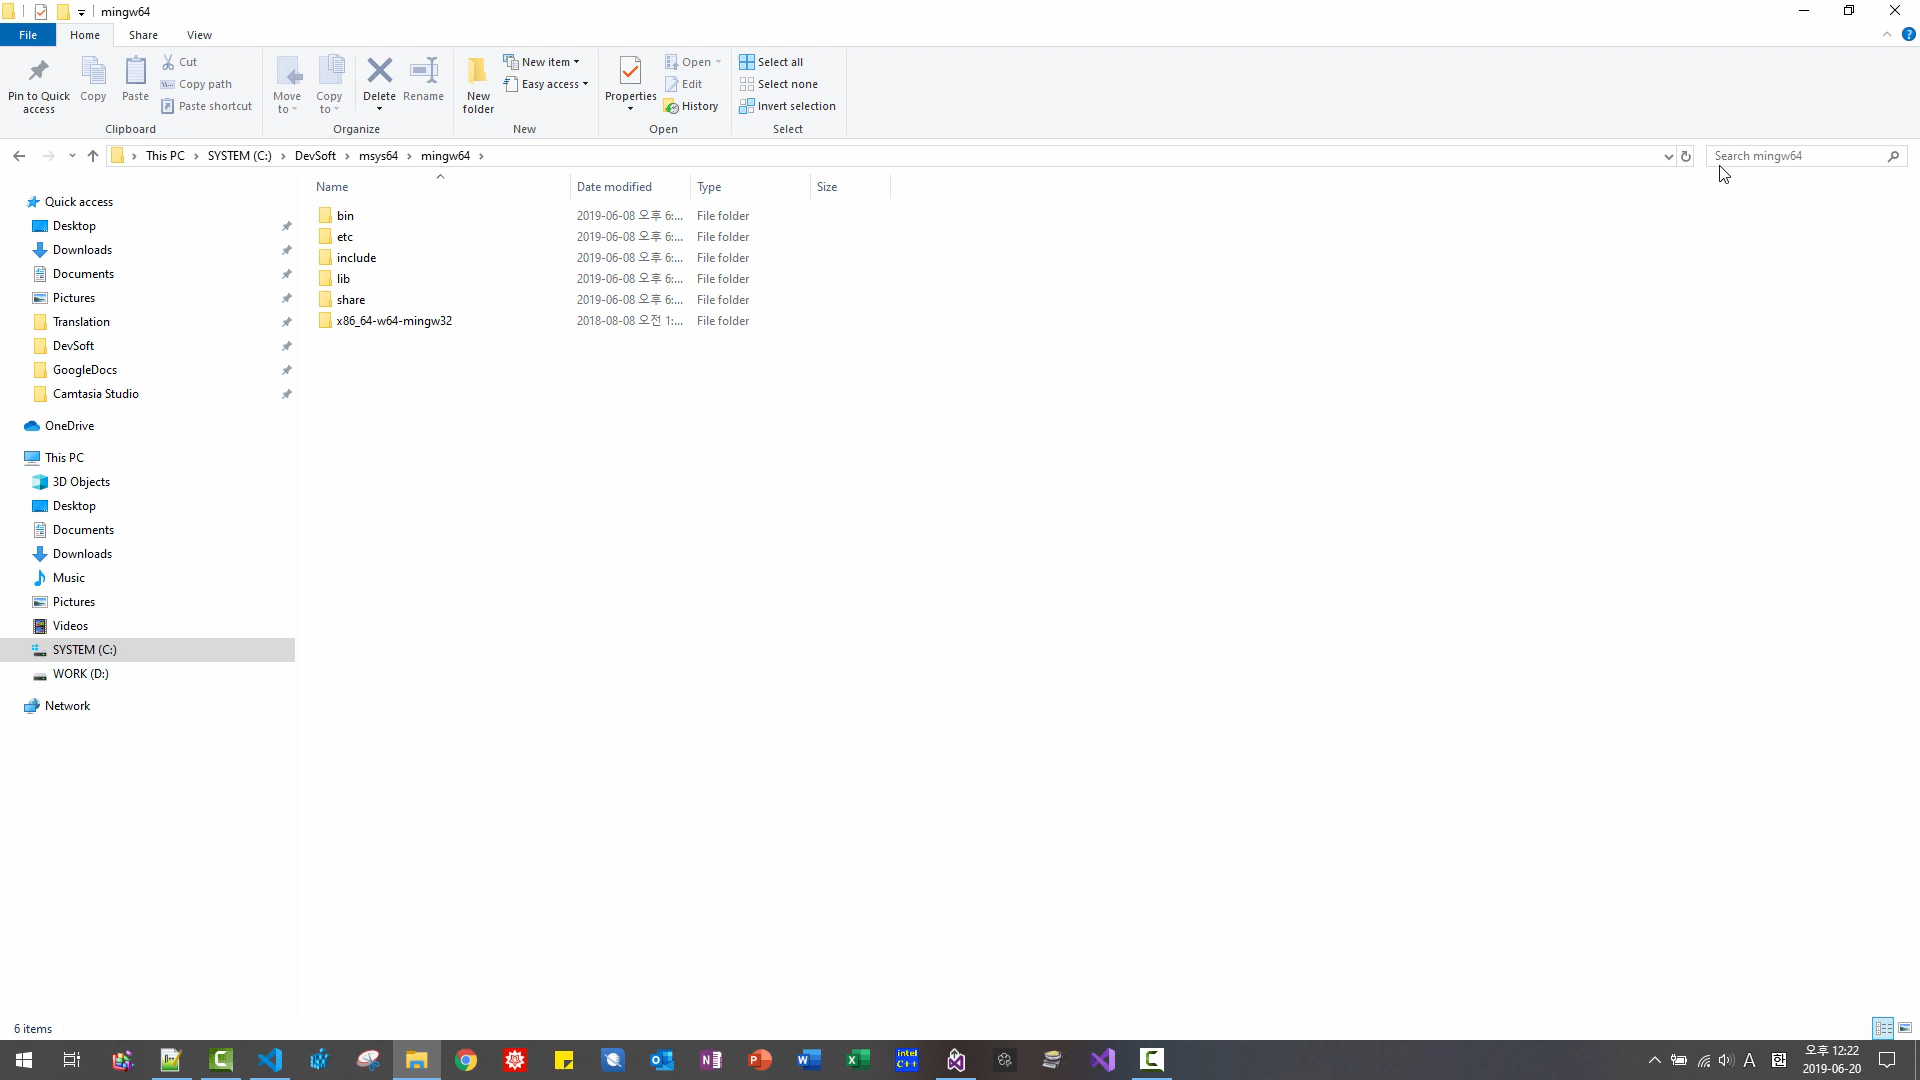 mingw64
File Home Share View
Pin to Quick access
Copy
Paste
Cut
Copy path
Paste shortcut
Clipboard
Move to
Copy to
Delete
Rename
Organize
New folder
New item
Easy access
New
Properties
Open
Edit
History
Open
Select all
Select none
Invert selection
Select
This PC > SYSTEM (C:) > DevSoft > msys64 > mingw64 >
Search mingw64
Name Date modified Type Size
bin 2019-06-08 오후 6:... File folder
etc 2019-06-08 오후 6:... File folder
include 2019-06-08 오후 6:... File folder
lib 2019-06-08 오후 6:... File folder
share 2019-06-08 오후 6:... File folder
x86_64-w64-mingw32 2018-08-08 오전 1:... File folder
Quick access
Desktop
Downloads
Documents
Pictures
Translation
DevSoft
GoogleDocs
Camtasia Studio
OneDrive
This PC
3D Objects
Desktop
Documents
Downloads
Music
Pictures
Videos
SYSTEM (C:)
WORK (D:)
Network
6 items
intel
C++
A
오후 12:22
2019-06-20